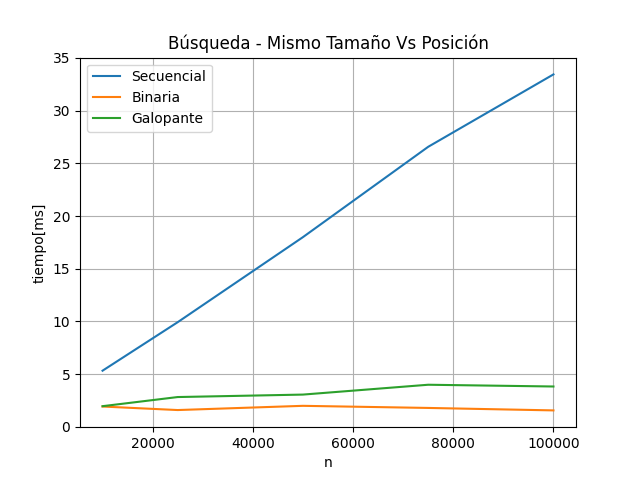 Búsqueda - Mismo Tamaño Vs Posición
Secuencial
Binaria
Galopante
35
30
25
20
15
10
5
0
tiempo[ms]
20000 40000 60000 80000 100000
n